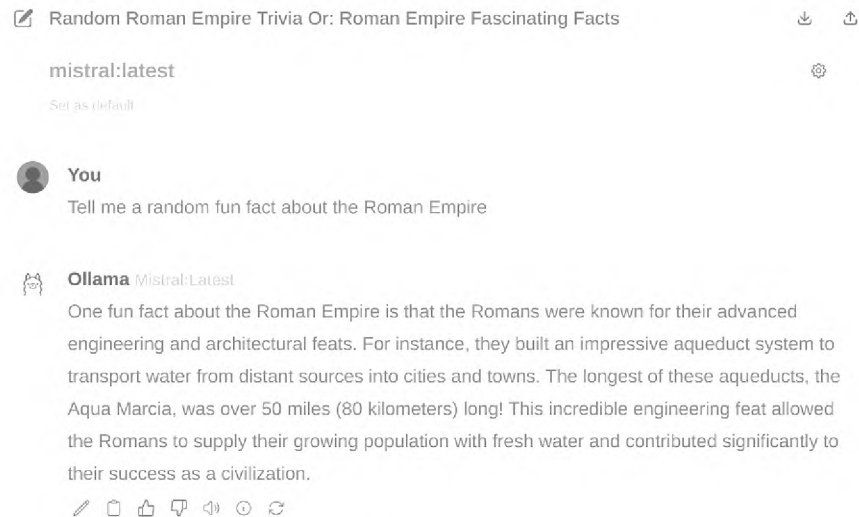 Random Roman Empire Trivia Or: Roman Empire Fascinating Facts
mistral:latest
Set as default
You
Tell me a random fun fact about the Roman Empire
Ollama Mistral:Latest
One fun fact about the Roman Empire is that the Romans were known for their advanced
engineering and architectural feats. For instance, they built an impressive aqueduct system to
transport water from distant sources into cities and towns. The longest of these aqueducts, the
Aqua Marcia, was over 50 miles (80 kilometers) long! This incredible engineering feat allowed
the Romans to supply their growing population with fresh water and contributed significantly to
their success as a civilization.